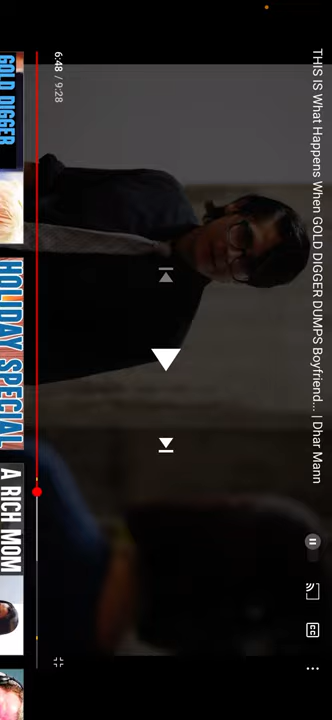 THIS IS What Happens When GOLD DIGGER DUMPS Boyfriend... | Dhar Mann
CC
6:48 / 9:28
GOLD DIGGER
HOLIDAY SPECIAL
A RICH MOM